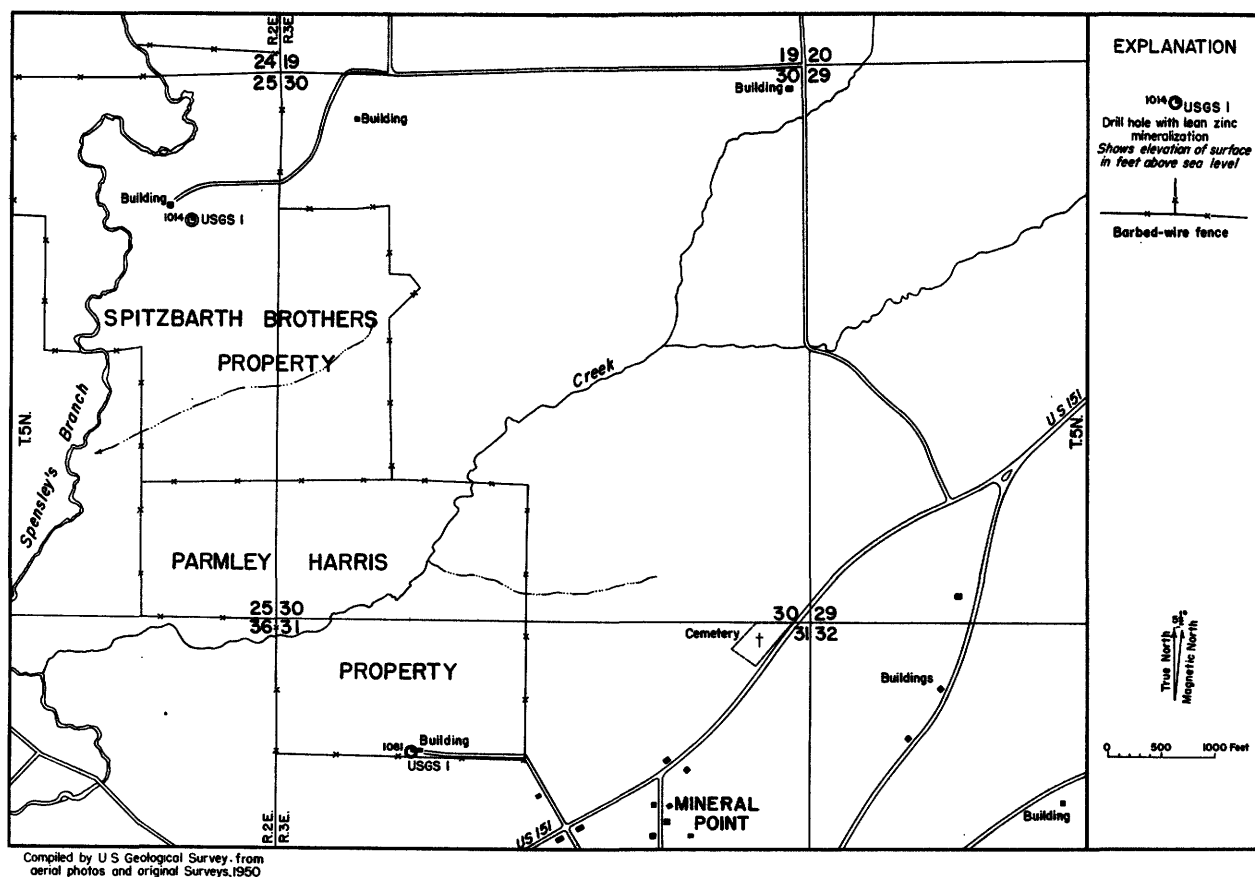 R.2E.
R.3E.
24 19
25 30
19 20
30 29
Building
Building
Building
1014 USGS 1
SPITZBARTH BROTHERS
PROPERTY
Creek
T.5N.
Spensley's Branch
US 151
T.5N.
PARMLEY HARRIS
25 30
36 31
30 29
31 32
Cemetery
PROPERTY
Buildings
1081
Building
USGS 1
MINERAL
POINT
US 151
Building
R.2E.
R.3E.
EXPLANATION
1014 USGS 1
Drill hole with lean zinc
mineralization
Shows elevation of surface
in feet above sea level
Barbed-wire fence
True North
Magnetic North
0 500 1000 Feet
Compiled by U S Geological Survey from
aerial photos and original Surveys, 1950